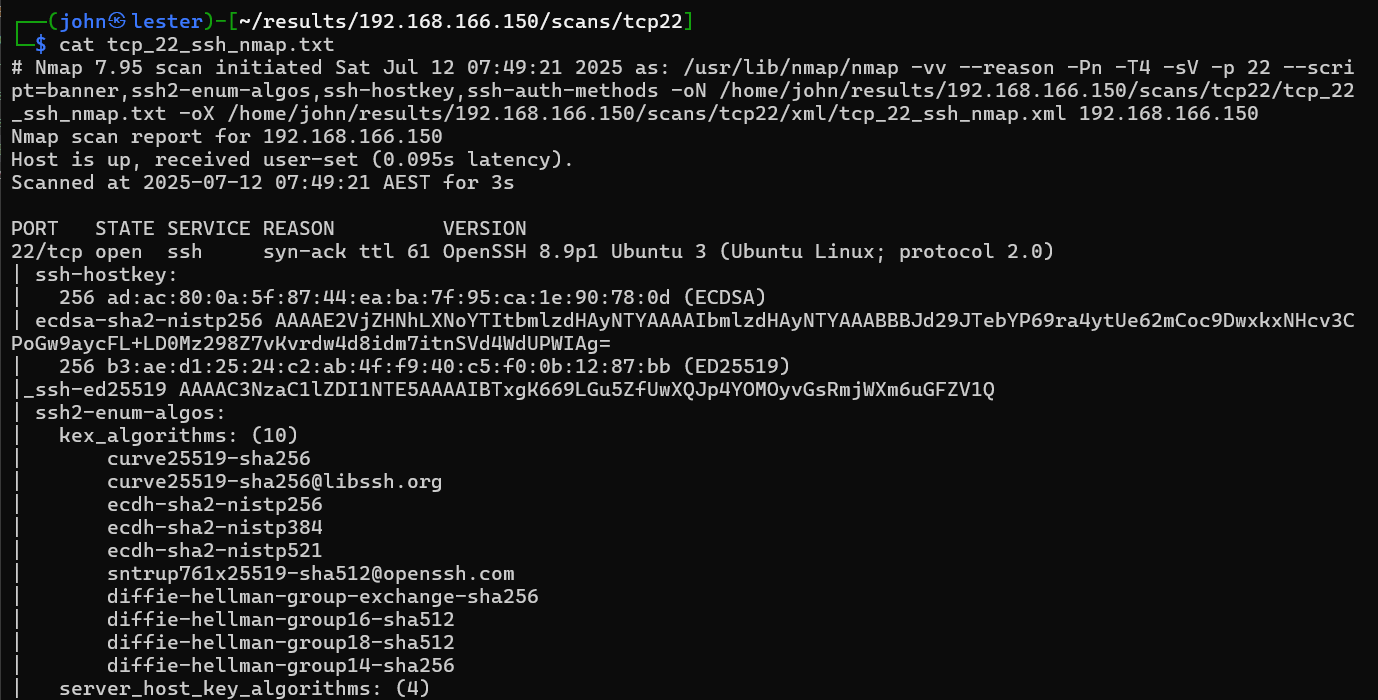 ┌──(john㉿lester)-[~/results/192.168.166.150/scans/tcp22]
└─$ cat tcp_22_ssh_nmap.txt
# Nmap 7.95 scan initiated Sat Jul 12 07:49:21 2025 as: /usr/lib/nmap/nmap -vv --reason -Pn -T4 -sV -p 22 --scri
pt=banner,ssh2-enum-algos,ssh-hostkey,ssh-auth-methods -oN /home/john/results/192.168.166.150/scans/tcp22/tcp_22
_ssh_nmap.txt -oX /home/john/results/192.168.166.150/scans/tcp22/xml/tcp_22_ssh_nmap.xml 192.168.166.150
Nmap scan report for 192.168.166.150
Host is up, received user-set (0.095s latency).
Scanned at 2025-07-12 07:49:21 AEST for 3s

PORT   STATE SERVICE REASON         VERSION
22/tcp open  ssh     syn-ack ttl 61 OpenSSH 8.9p1 Ubuntu 3 (Ubuntu Linux; protocol 2.0)
| ssh-hostkey:
|   256 ad:ac:80:0a:5f:87:44:ea:ba:7f:95:ca:1e:90:78:0d (ECDSA)
| ecdsa-sha2-nistp256 AAAAE2VjZHNhLXNoYTItbmlzdHAyNTYAAAAIbmlzdHAyNTYAAABBBJd29JTebYP69ra4ytUe62mCoc9DwxkxNHcv3C
PoGw9aycFL+LD0Mz298Z7vKvrdw4d8idm7itnSVd4WdUPWIAg=
|   256 b3:ae:d1:25:24:c2:ab:4f:f9:40:c5:f0:0b:12:87:bb (ED25519)
|_ssh-ed25519 AAAAC3NzaC1lZDI1NTE5AAAAIBTxgK669LGu5ZfUwXQJp4YOMOyvGsRmjWXm6uGFZV1Q
| ssh2-enum-algos:
|   kex_algorithms: (10)
|       curve25519-sha256
|       curve25519-sha256@libssh.org
|       ecdh-sha2-nistp256
|       ecdh-sha2-nistp384
|       ecdh-sha2-nistp521
|       sntrup761x25519-sha512@openssh.com
|       diffie-hellman-group-exchange-sha256
|       diffie-hellman-group16-sha512
|       diffie-hellman-group18-sha512
|       diffie-hellman-group14-sha256
|   server_host_key_algorithms: (4)